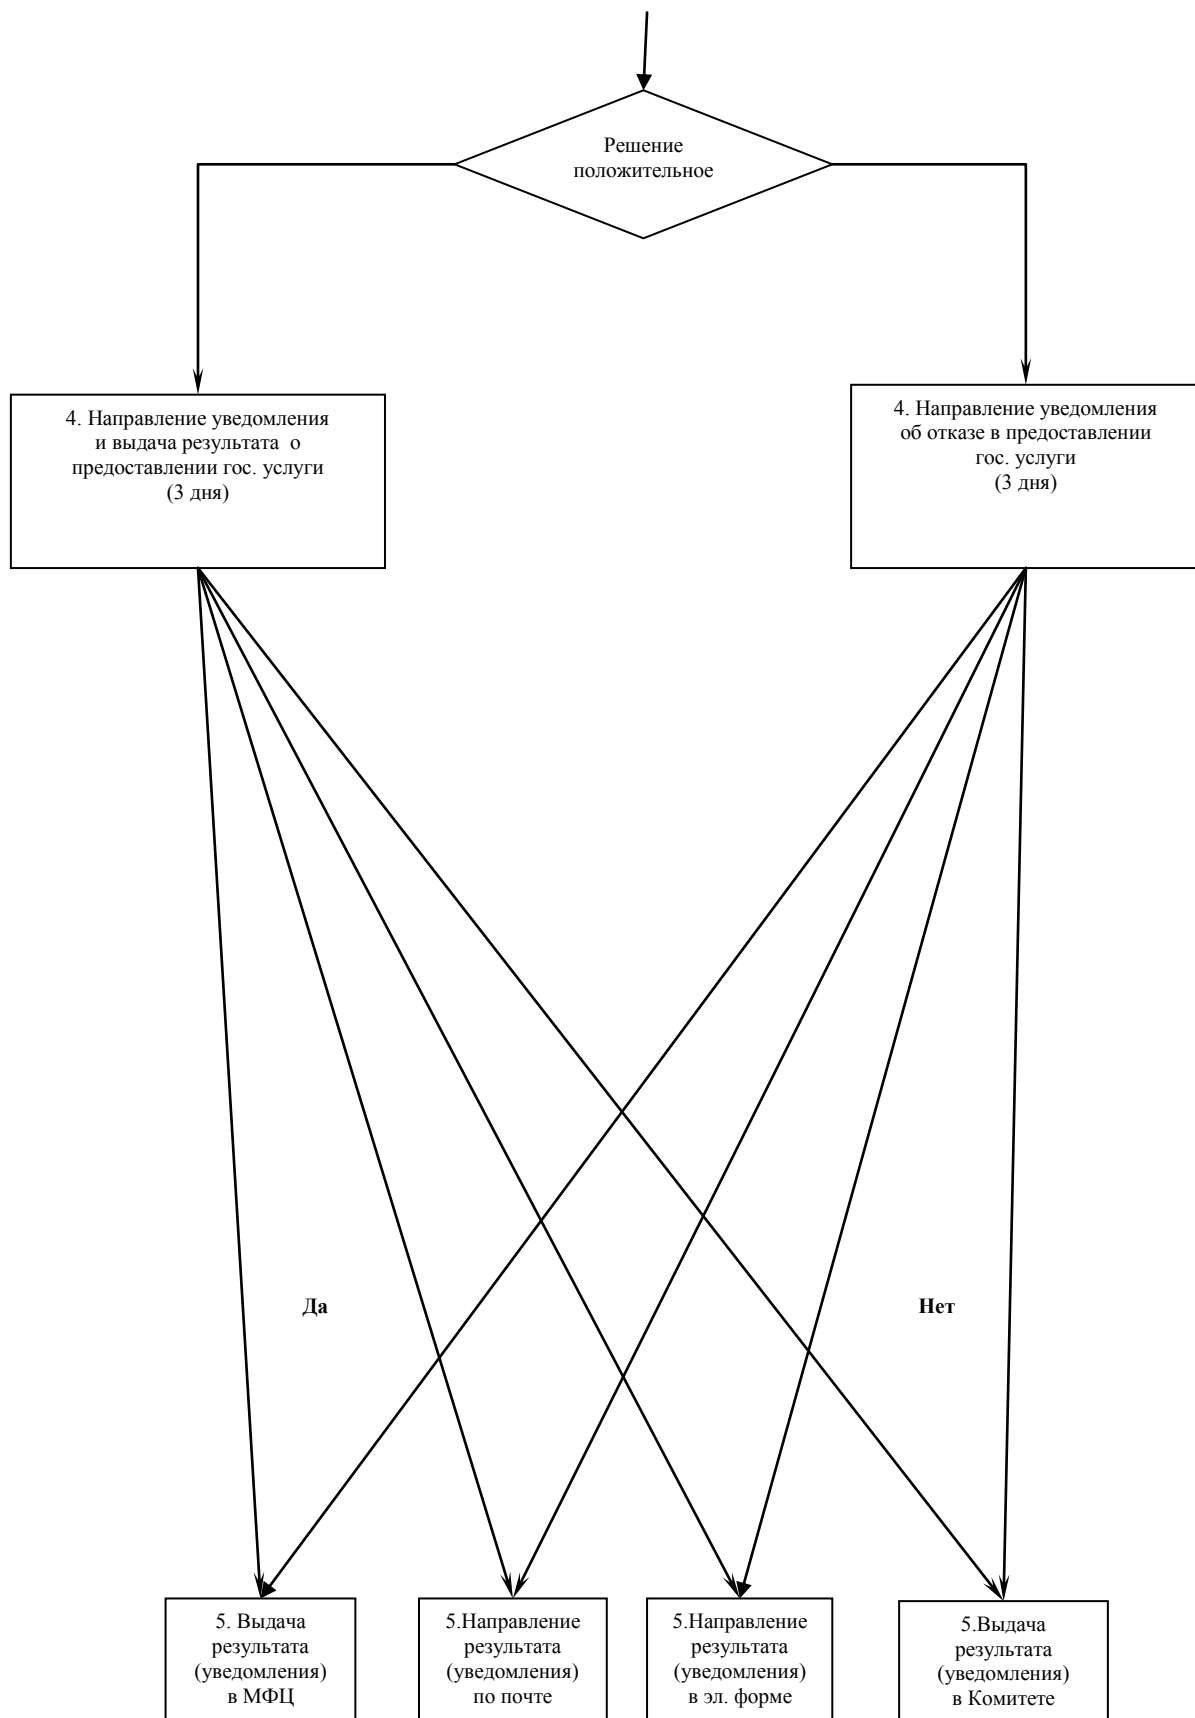 Решение
положительное
4. Направление уведомления
и выдача результата о
предоставлении гос. услуги
(3 дня)
4. Направление уведомления
об отказе в предоставлении
гос. услуги
(3 дня)
Да
Нет
5. Выдача
результата
(уведомления)
в МФЦ
5.Направление
результата
(уведомления)
по почте
5.Направление
результата
(уведомления)
в эл. форме
5.Выдача
результата
(уведомления)
в Комитете